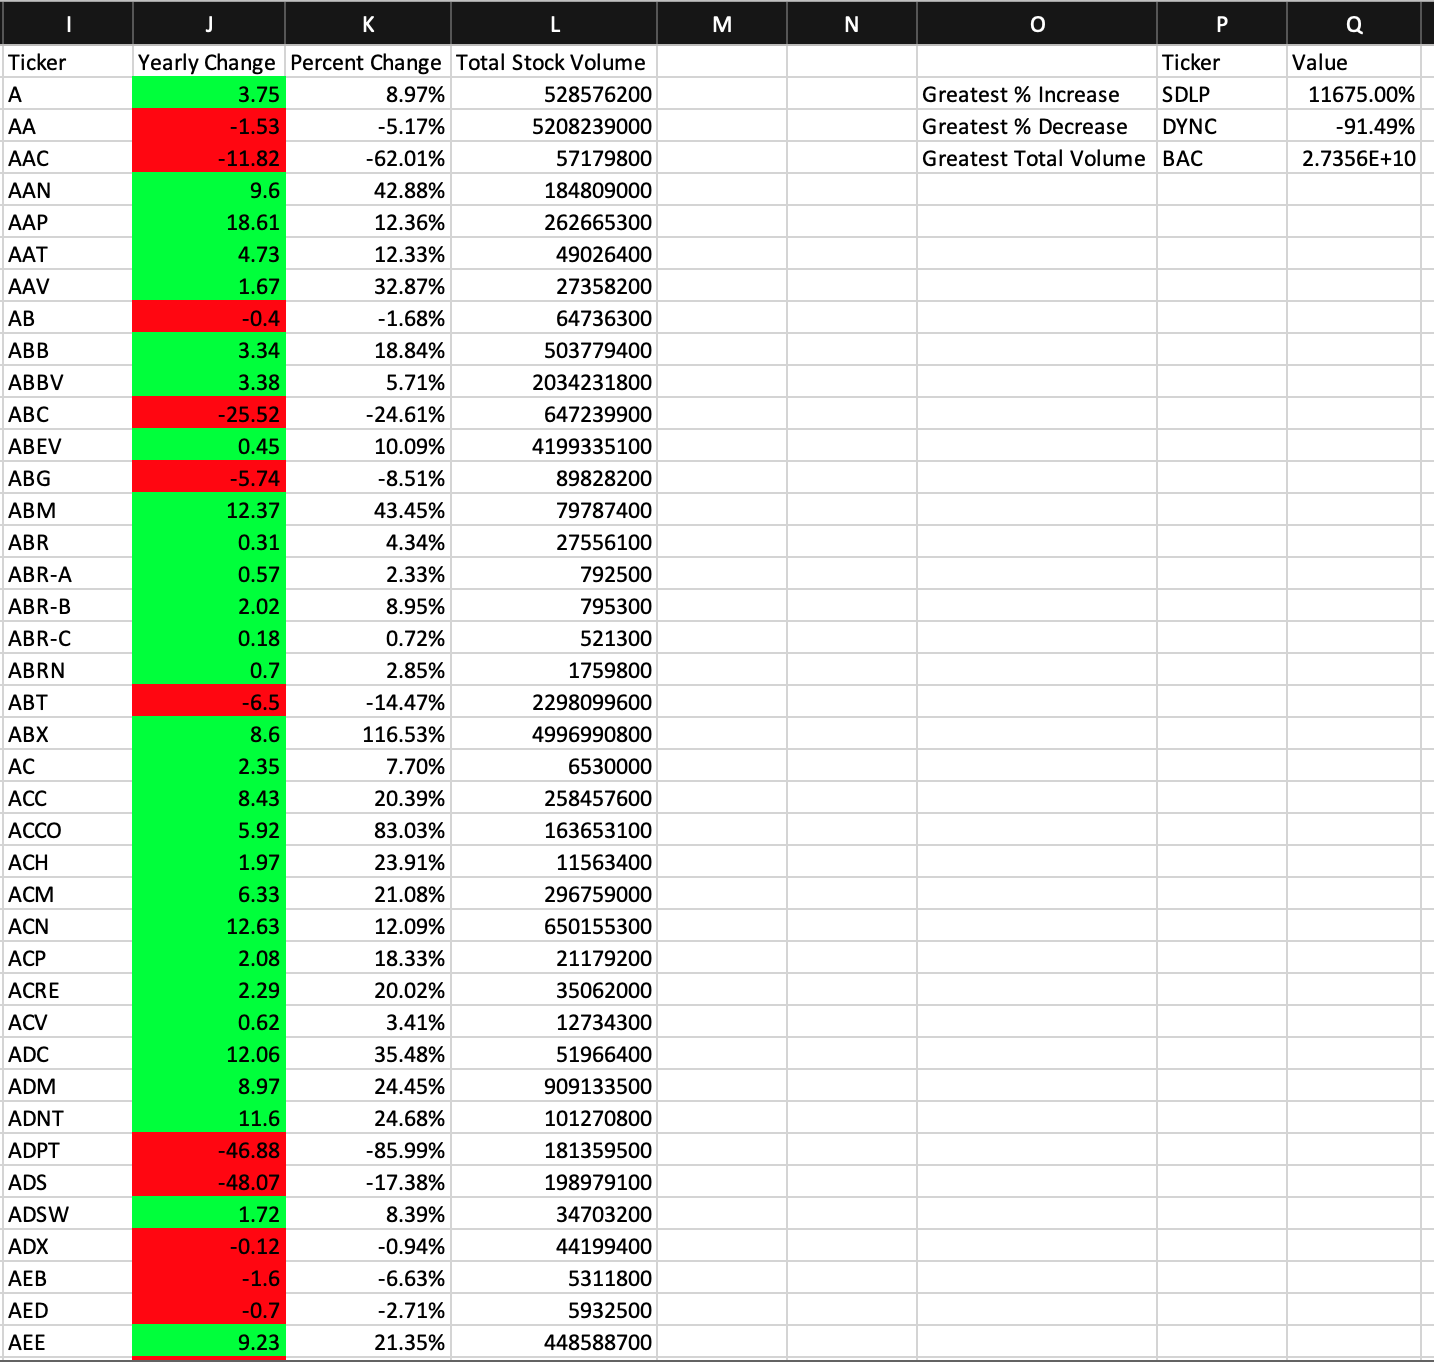 I J K L M N O P Q
Ticker Yearly Change Percent Change Total Stock Volume Ticker Value
A 3.75 8.97% 528576200 Greatest % Increase SDLP 11675.00%
AA -1.53 -5.17% 5208239000 Greatest % Decrease DYNC -91.49%
AAC -11.82 -62.01% 57179800 Greatest Total Volume BAC 2.7356E+10
AAN 9.6 42.88% 184809000
AAP 18.61 12.36% 262665300
AAT 4.73 12.33% 49026400
AAV 1.67 32.87% 27358200
AB -0.4 -1.68% 64736300
ABB 3.34 18.84% 503779400
ABBV 3.38 5.71% 2034231800
ABC -25.52 -24.61% 647239900
ABEV 0.45 10.09% 4199335100
ABG -5.74 -8.51% 89828200
ABM 12.37 43.45% 79787400
ABR 0.31 4.34% 27556100
ABR-A 0.57 2.33% 792500
ABR-B 2.02 8.95% 795300
ABR-C 0.18 0.72% 521300
ABRN 0.7 2.85% 1759800
ABT -6.5 -14.47% 2298099600
ABX 8.6 116.53% 4996990800
AC 2.35 7.70% 6530000
ACC 8.43 20.39% 258457600
ACCO 5.92 83.03% 163653100
ACH 1.97 23.91% 11563400
ACM 6.33 21.08% 296759000
ACN 12.63 12.09% 650155300
ACP 2.08 18.33% 21179200
ACRE 2.29 20.02% 35062000
ACV 0.62 3.41% 12734300
ADC 12.06 35.48% 51966400
ADM 8.97 24.45% 909133500
ADNT 11.6 24.68% 101270800
ADPT -46.88 -85.99% 181359500
ADS -48.07 -17.38% 198979100
ADSW 1.72 8.39% 34703200
ADX -0.12 -0.94% 44199400
AEB -1.6 -6.63% 5311800
AED -0.7 -2.71% 5932500
AEE 9.23 21.35% 448588700